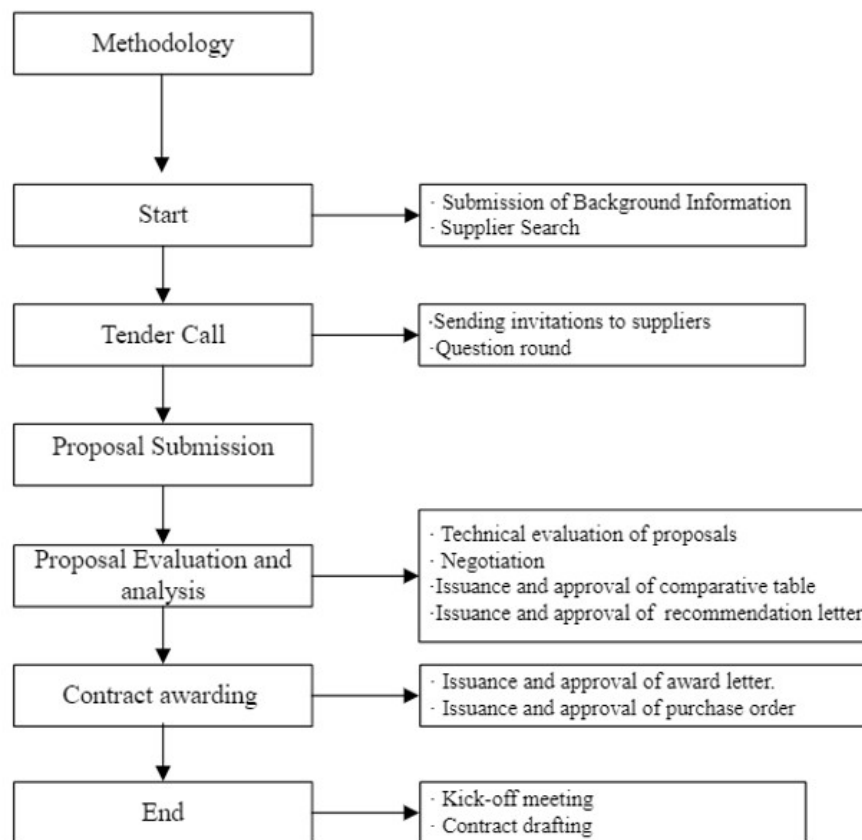 Methodology
Start
· Submission of Background Information
· Supplier Search
Tender Call
·Sending invitations to suppliers
·Question round
Proposal Submission
Proposal Evaluation and
analysis
· Technical evaluation of proposals
· Negotiation
·Issuance and approval of comparative table
·Issuance and approval of recommendation letter
Contract awarding
· Issuance and approval of award letter.
· Issuance and approval of purchase order
End
· Kick-off meeting
· Contract drafting